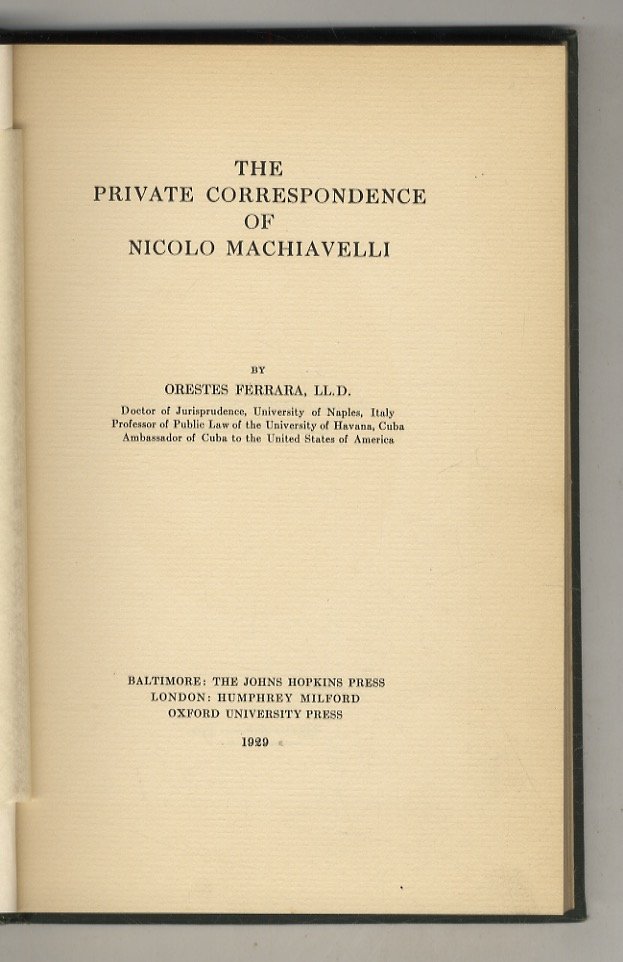 THE
PRIVATE CORRESPONDENCE
OF
NICOLO MACHIAVELLI
BY
ORESTES FERRARA, LL.D.
Doctor of Jurisprudence, University of Naples, Italy
Professor of Public Law of the University of Havana, Cuba
Ambassador of Cuba to the United States of America
BALTIMORE: THE JOHNS HOPKINS PRESS
LONDON: HUMPHREY MILFORD
OXFORD UNIVERSITY PRESS
1929